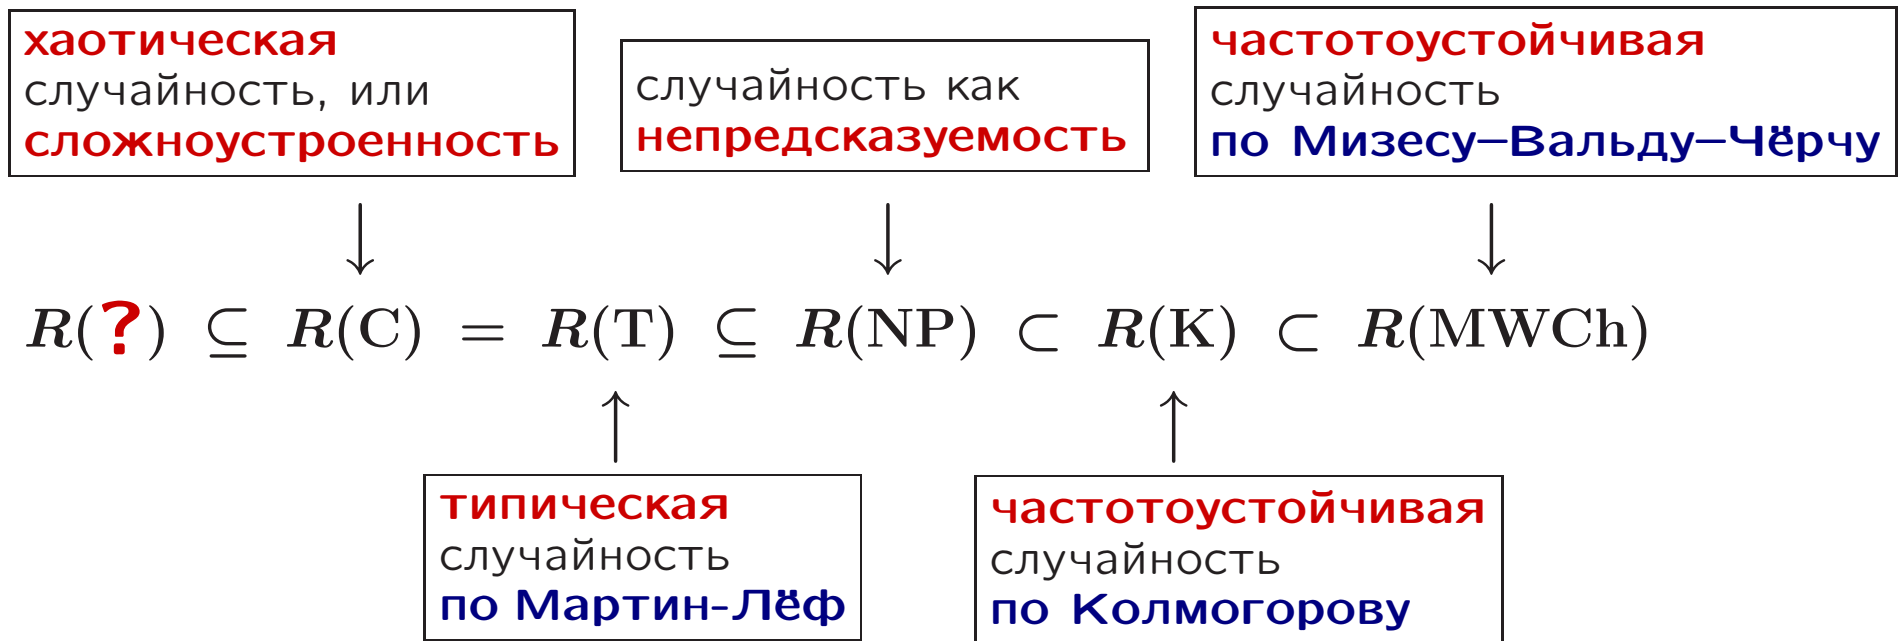 хаотическая
случайность, или
сложноустроенность
случайность как
непредсказуемость
частотоустойчивая
случайность
по Мизесу–Вальду–Чёрчу
R(?) ⊆ R(C) = R(T) ⊆ R(NP) ⊂ R(K) ⊂ R(MWCh)
типическая
случайность
по Мартин-Лёф
частотоустойчивая
случайность
по Колмогорову